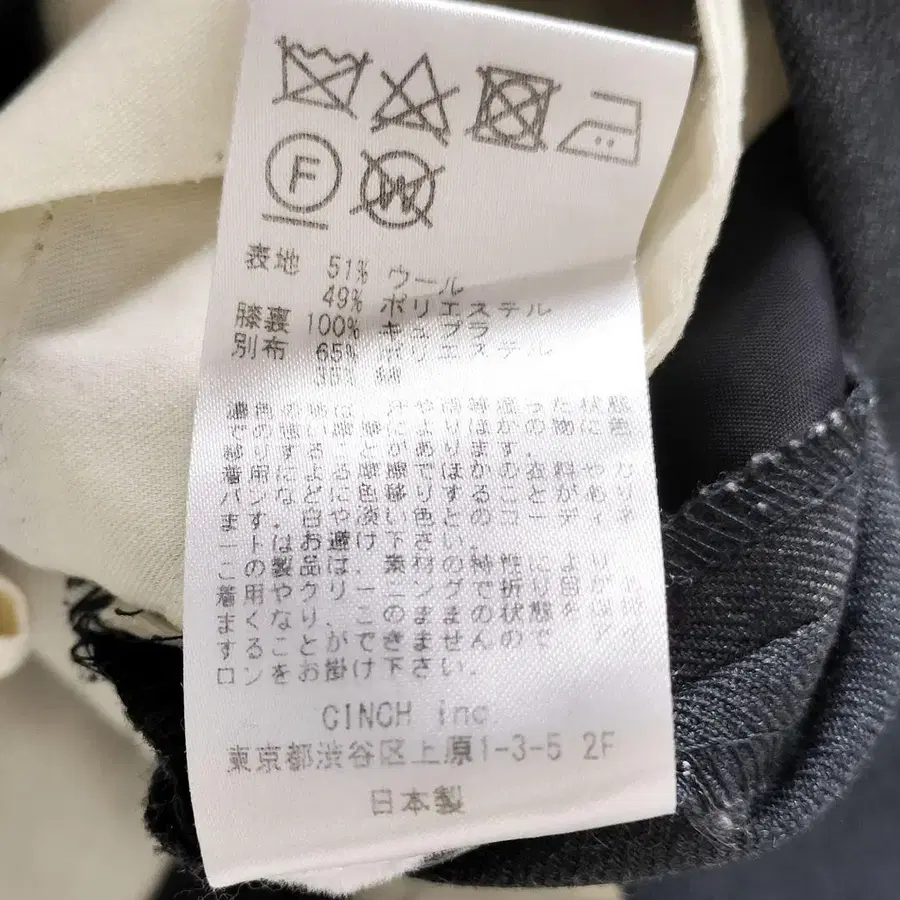 F
W
表地 51% ウール
49% ポリエステル
膝裏 100% キュプラ
別布 65% ポリエステル
35% 綿
濃色の物は、汗や雨等湿った状態
での強い摩擦によりほかの物に色
移りすることがあります。
着用による摩擦でほかの衣料や
バンなどに色移りすることがあり
ます。白や淡い色とのコーディネ
ートはお避け下さい。
この製品は、素材の特性により
着用やクリーニングで折り目が
まくなり、このままの状態を
することができませんので
ロンをお掛け下さい。
CINCH inc
東京都渋谷区上原1-3-5 2F
日本製